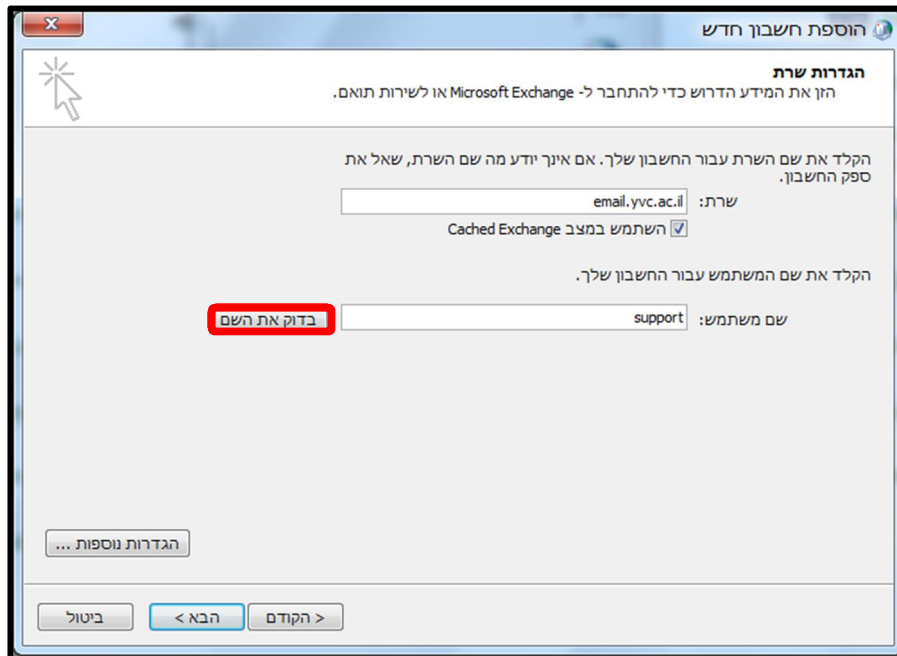 הוספת חשבון חדש
הגדרות שרת
הזן את המידע הדרוש כדי להתחבר ל- Microsoft Exchange או לשירות תואם.
הקלד את שם השרת עבור החשבון שלך. אם אינך יודע מה שם השרת, שאל את
ספק החשבון.
שרת: email.yvc.ac.il
השתמש במצב Cached Exchange
הקלד את שם המשתמש עבור החשבון שלך.
שם משתמש: support בדוק את השם
הגדרות נוספות ...
< הקודם הבא > ביטול